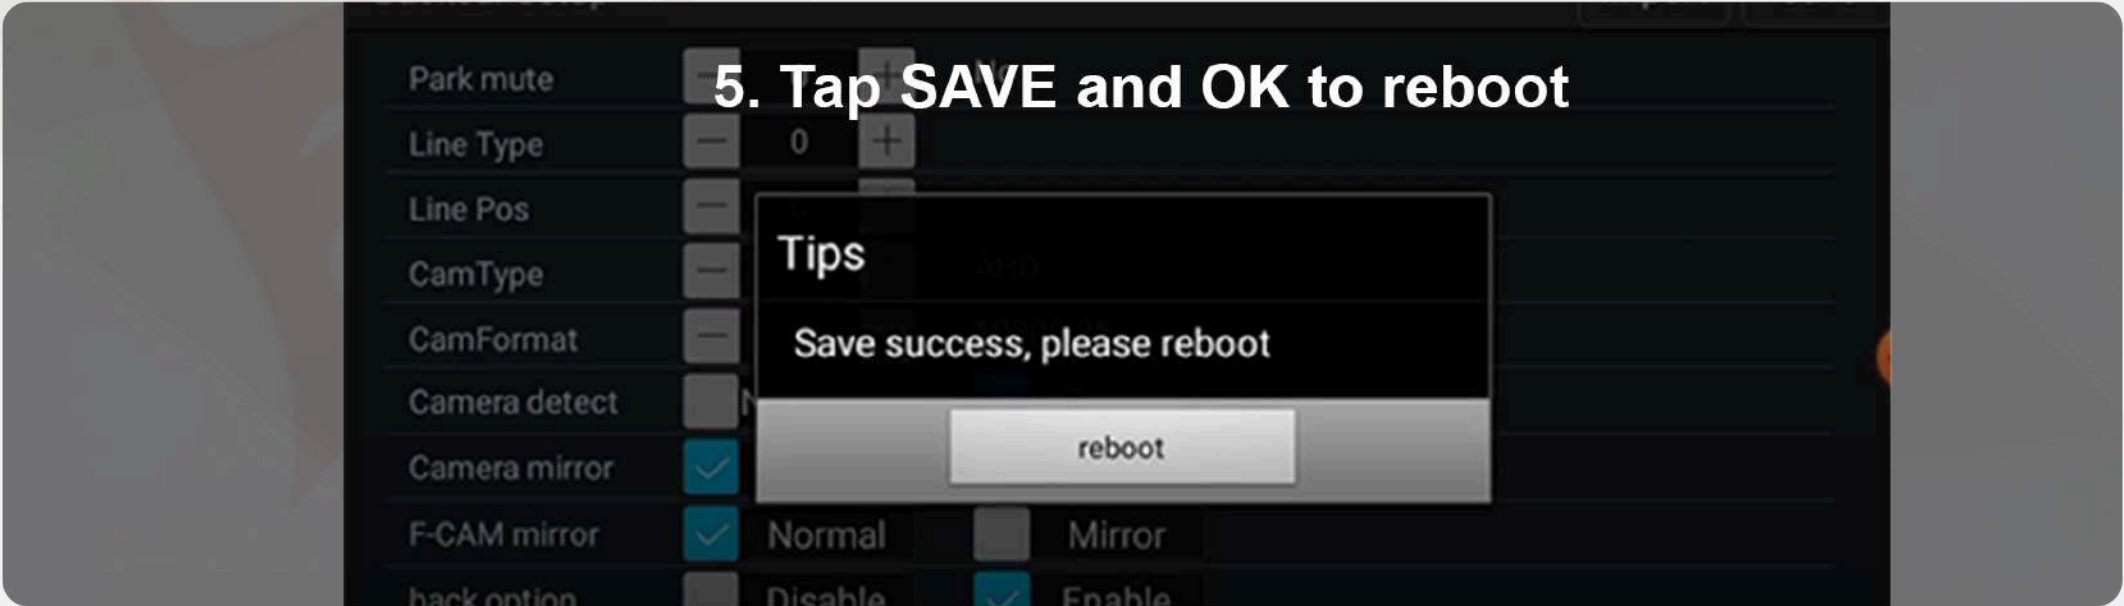 5. Tap SAVE and OK to reboot
Park mute
Line Type 0
Line Pos
CamType
CamFormat
Camera detect
Camera mirror
F-CAM mirror Normal Mirror
back option Disable Enable
Tips
Save success, please reboot
reboot